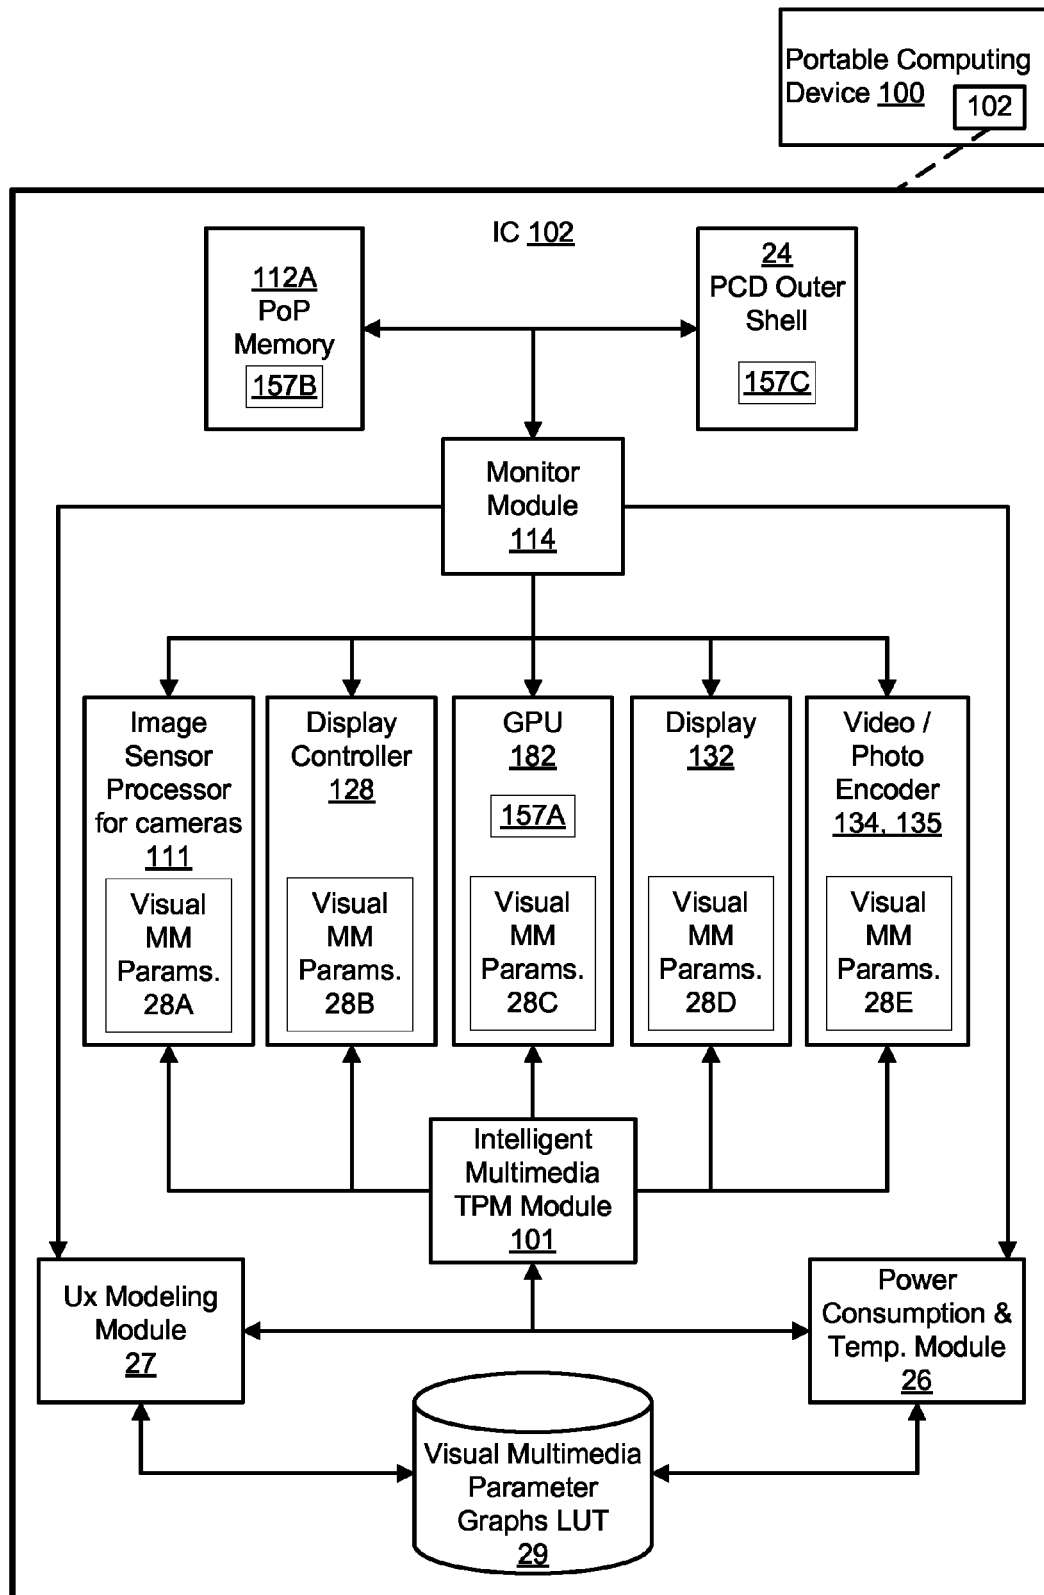 Portable Computing
Device 100
102
IC 102
112A
PoP
Memory
157B
24
PCD Outer
Shell
157C
Monitor
Module
114
Image
Sensor
Processor
for cameras
111
Visual
MM
Params.
28A
Display
Controller
128
Visual
MM
Params.
28B
GPU
182
157A
Visual
MM
Params.
28C
Display
132
Visual
MM
Params.
28D
Video /
Photo
Encoder
134, 135
Visual
MM
Params.
28E
Intelligent
Multimedia
TPM Module
101
Ux Modeling
Module
27
Power
Consumption &
Temp. Module
26
Visual Multimedia
Parameter
Graphs LUT
29